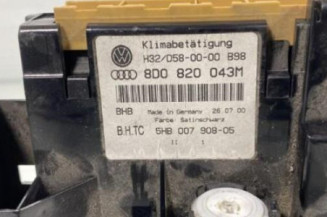 Klimabetätigung
H32/058-00-00 B98
8D0 820 043M
BHB Made in Germany 26.07.00
Farbe: Satinschwarz
B.H.TC 5HB 007 908-05